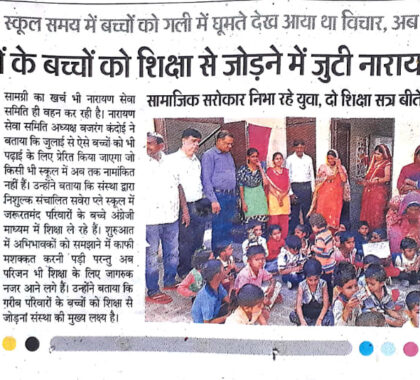 स्कूल समय में बच्चों को गली में घूमते देख आया था विचार, अब
के बच्चों को शिक्षा से जोड़ने में जुटी नाराय
सामाजिक सरोकार निभा रहे युवा, दो शिक्षा सत्र बीते
सामग्री का खर्च भी नारायण सेवा
समिति ही वहन कर रही है। नारायण
सेवा समिति अध्यक्ष बजरंग कंदोई ने
बताया कि जुलाई से ऐसे बच्चों को भी
पढ़ाई के लिए प्रेरित किया जाएगा जो
किसी भी स्कूल में अब तक नामांकित
नहीं हैं। उन्होंने बताया कि संस्था द्वारा
निशुल्क संचालित सवेरा प्ले स्कूल में
जरूरतमंद परिवारों के बच्चे अंग्रेजी
माध्यम में शिक्षा ले रहे हैं। शुरुआत
में अभिभावकों को समझाने में काफी
मशक्कत करनी पड़ी परन्तु अब
परिजन भी शिक्षा के लिए जागरुक
नजर आने लगे हैं। उन्होंने बताया कि
गरीब परिवारों के बच्चों को शिक्षा से
जोड़ना संस्था की मुख्य लक्ष्य है।